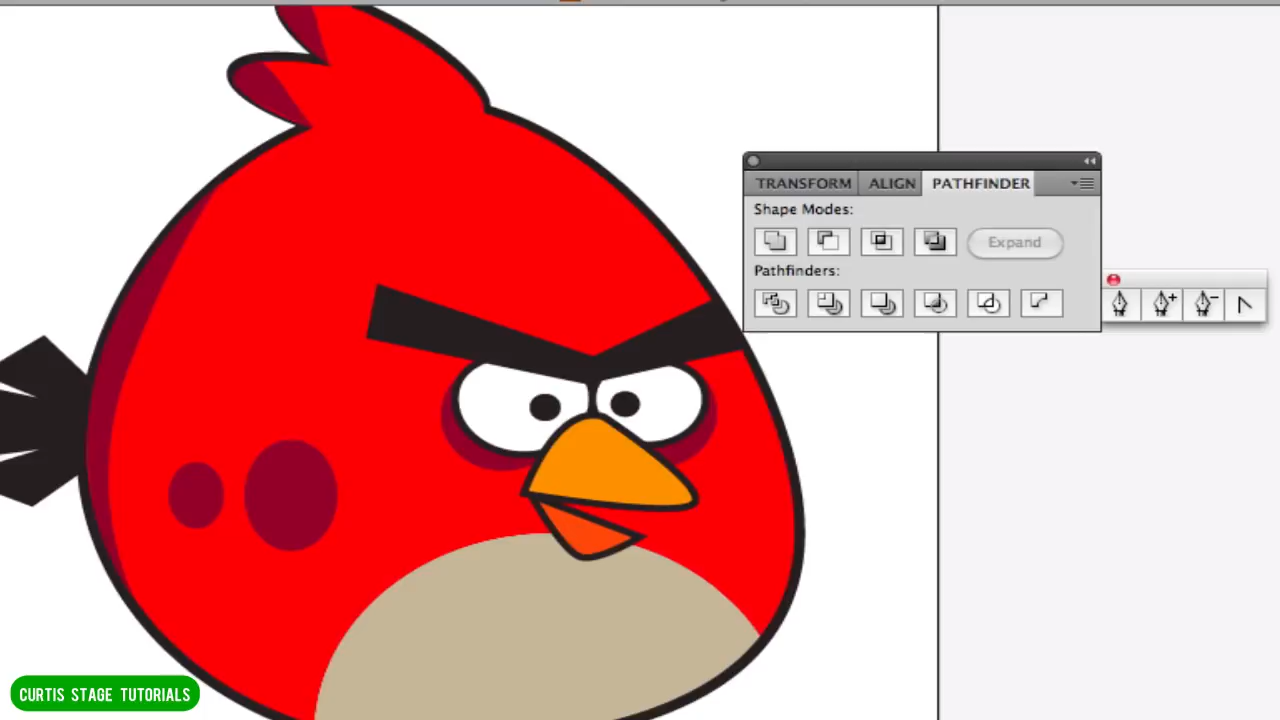 TRANSFORM ALIGN PATHFINDER
Shape Modes:
Expand
Pathfinders:
CURTIS STAGE TUTORIALS